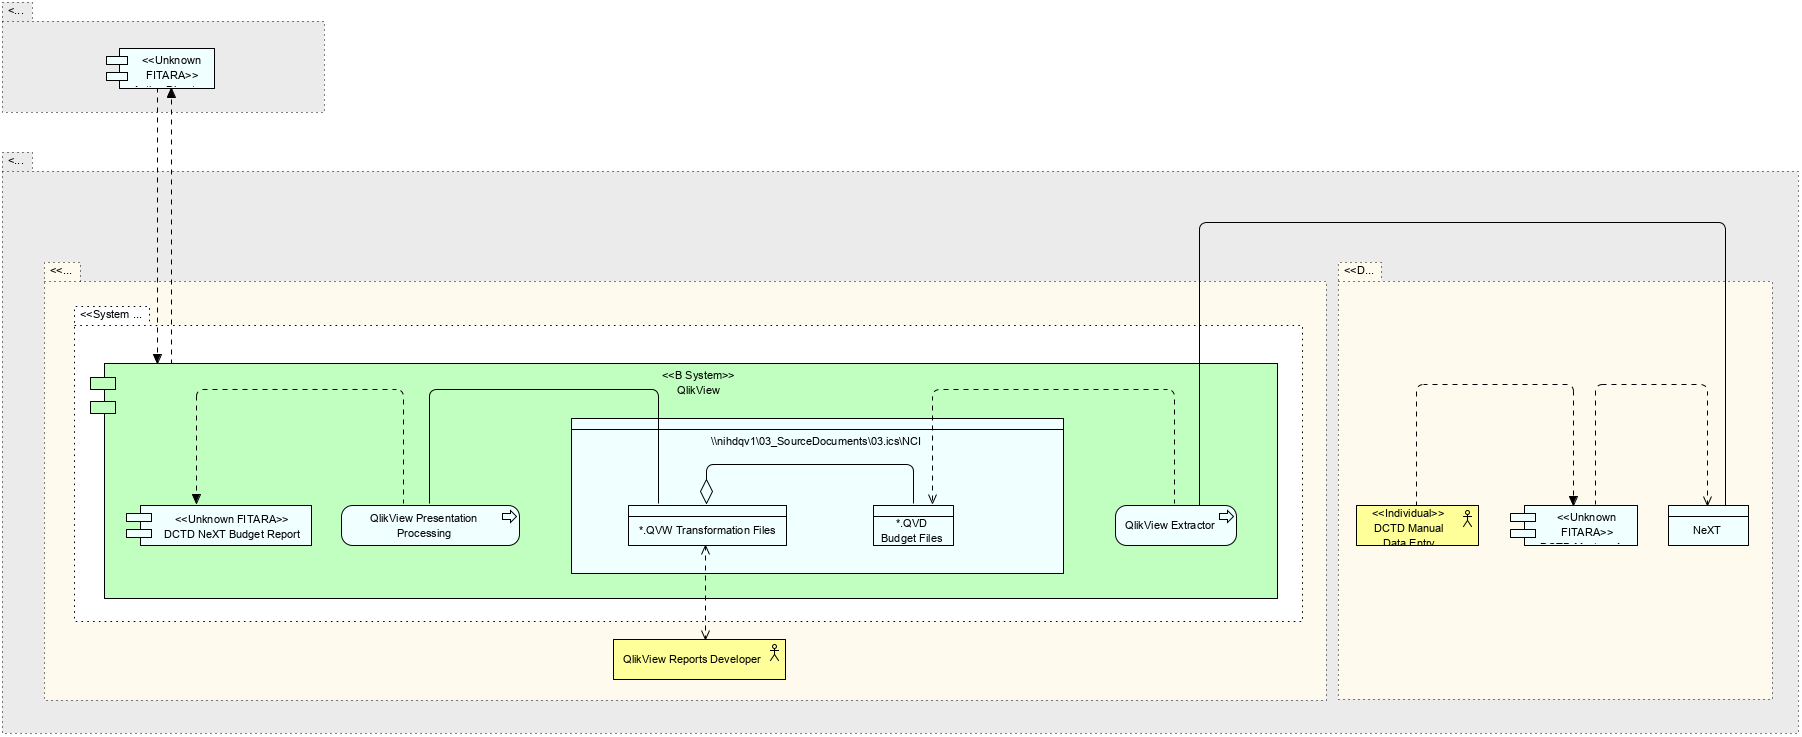 <...
<<Unknown
FITARA>>
<...
<<...
<<D...
<<System ...
<<B System>>
QlikView
\\nihdqv1\03_SourceDocuments\03.ics\NCI
<<Unknown FITARA>>
DCTD NeXT Budget Report
QlikView Presentation
Processing
*.QVW Transformation Files
*.QVD
Budget Files
QlikView Extractor
<<Individual>>
DCTD Manual
Data Entry
<<Unknown
FITARA>>
NeXT
QlikView Reports Developer